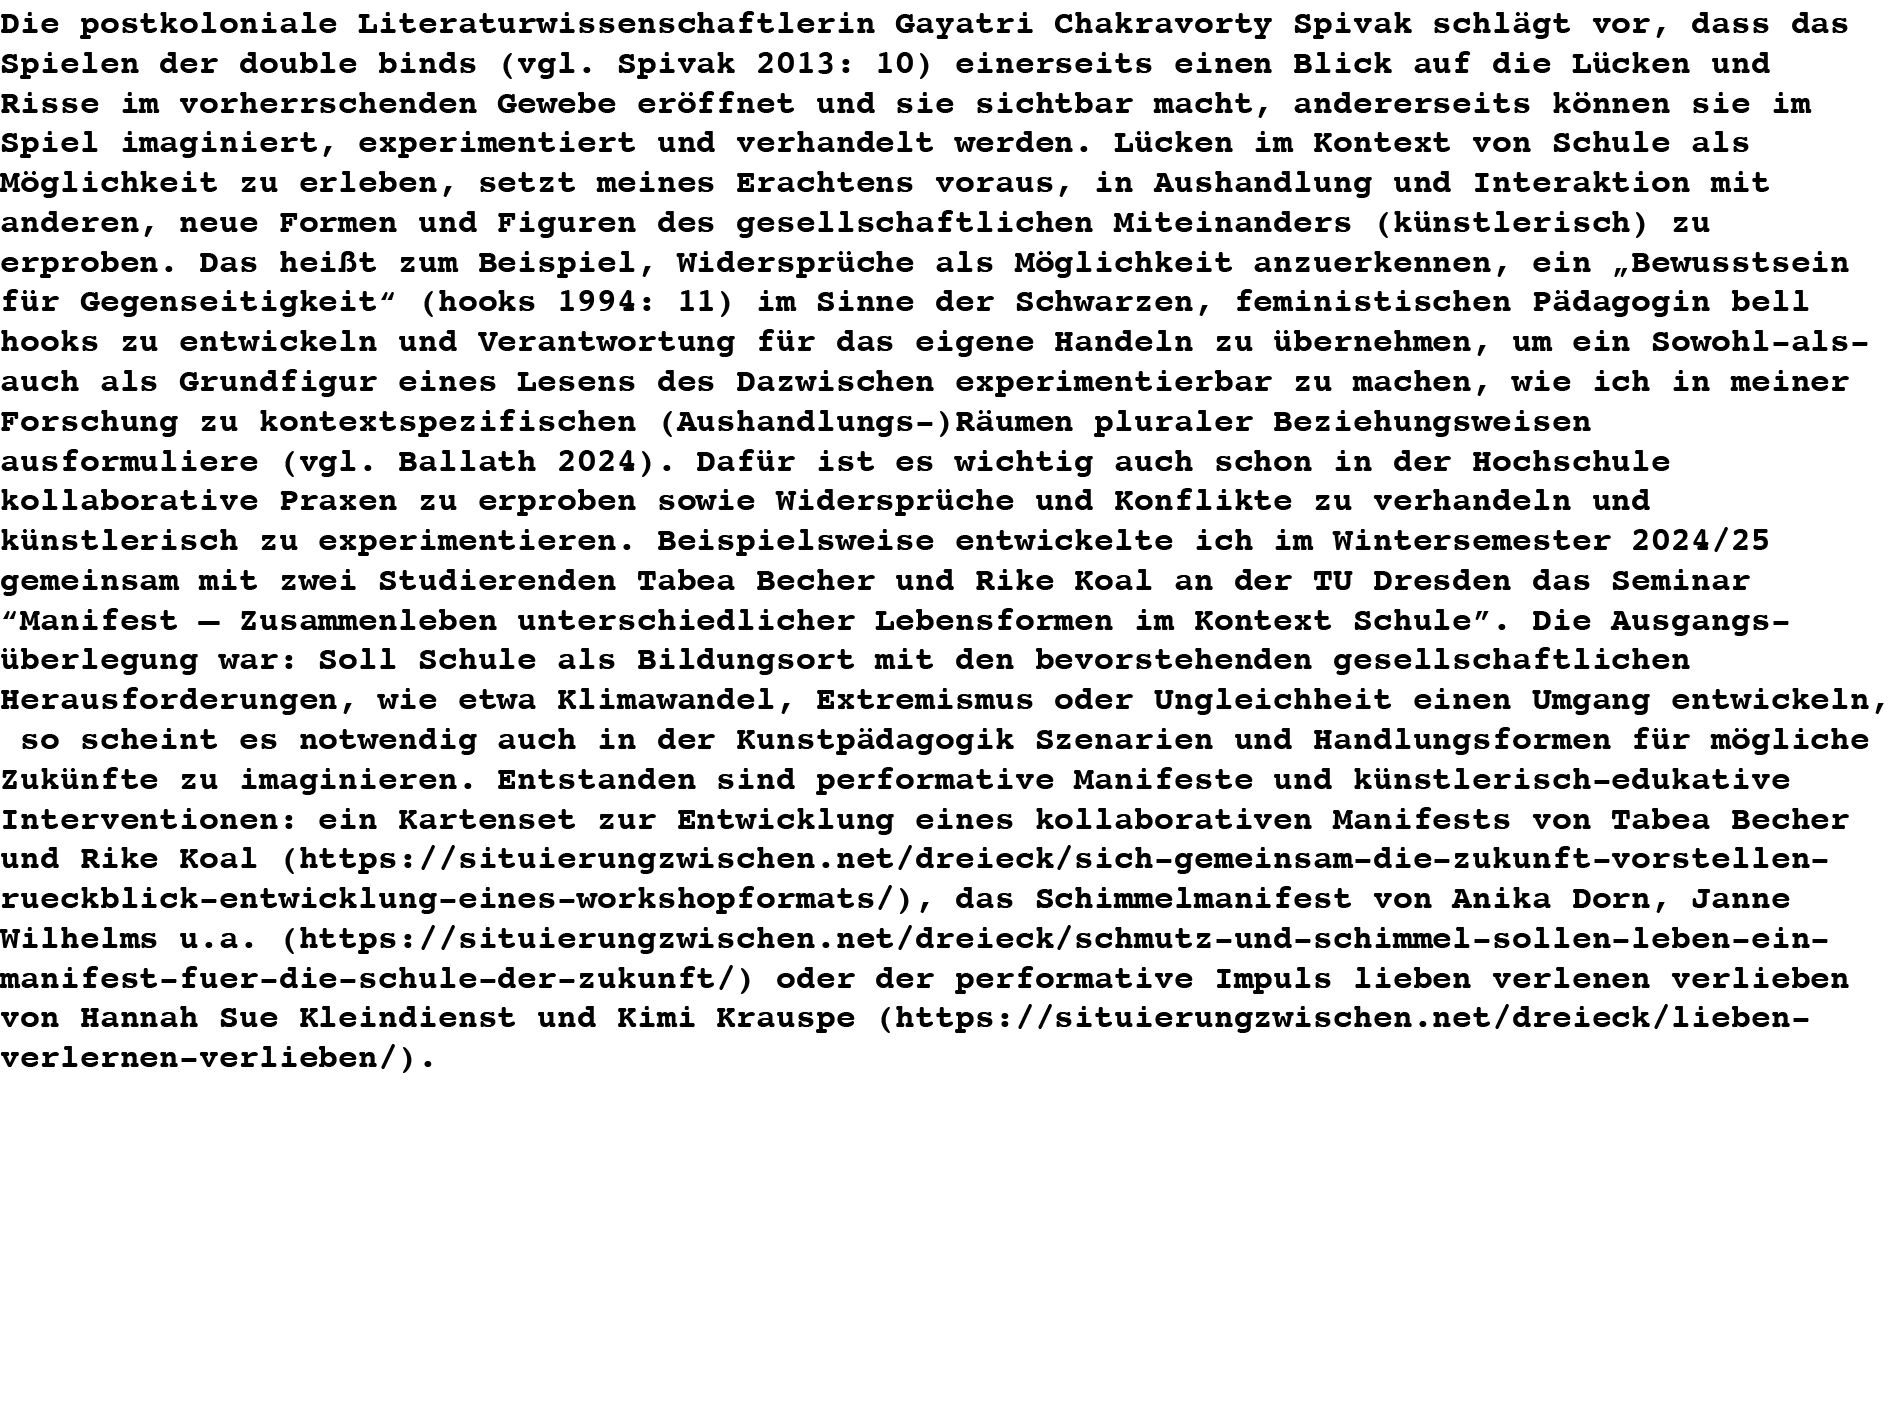 Die postkoloniale Literaturwissenschaftlerin Gayatri Chakravorty Spivak schlägt vor, dass das
Spielen der double binds (vgl. Spivak 2013: 10) einerseits einen Blick auf die Lücken und
Risse im vorherrschenden Gewebe eröffnet und sie sichtbar macht, andererseits können sie im
Spiel imaginiert, experimentiert und verhandelt werden. Lücken im Kontext von Schule als
Möglichkeit zu erleben, setzt meines Erachtens voraus, in Aushandlung und Interaktion mit
anderen, neue Formen und Figuren des gesellschaftlichen Miteinanders (künstlerisch) zu
erproben. Das heißt zum Beispiel, Widersprüche als Möglichkeit anzuerkennen, ein „Bewusstsein
für Gegenseitigkeit“ (hooks 1994: 11) im Sinne der Schwarzen, feministischen Pädagogin bell
hooks zu entwickeln und Verantwortung für das eigene Handeln zu übernehmen, um ein Sowohl-als-
auch als Grundfigur eines Lesens des Dazwischen experimentierbar zu machen, wie ich in meiner
Forschung zu kontextspezifischen (Aushandlungs-)Räumen pluraler Beziehungsweisen
ausformuliere (vgl. Ballath 2024). Dafür ist es wichtig auch schon in der Hochschule
kollaborative Praxen zu erproben sowie Widersprüche und Konflikte zu verhandeln und
künstlerisch zu experimentieren. Beispielsweise entwickelte ich im Wintersemester 2024/25
gemeinsam mit zwei Studierenden Tabea Becher und Rike Koal an der TU Dresden das Seminar
“Manifest – Zusammenleben unterschiedlicher Lebensformen im Kontext Schule”. Die Ausgangs-
überlegung war: Soll Schule als Bildungsort mit den bevorstehenden gesellschaftlichen
Herausforderungen, wie etwa Klimawandel, Extremismus oder Ungleichheit einen Umgang entwickeln,
so scheint es notwendig auch in der Kunstpädagogik Szenarien und Handlungsformen für mögliche
Zukünfte zu imaginieren. Entstanden sind performative Manifeste und künstlerisch-edukative
Interventionen: ein Kartenset zur Entwicklung eines kollaborativen Manifests von Tabea Becher
und Rike Koal (https://situierungzwischen.net/dreieck/sich-gemeinsam-die-zukunft-vorstellen-
rueckblick-entwicklung-eines-workshopformats/), das Schimmelmanifest von Anika Dorn, Janne
Wilhelms u.a. (https://situierungzwischen.net/dreieck/schmutz-und-schimmel-sollen-leben-ein-
manifest-fuer-die-schule-der-zukunft/) oder der performative Impuls lieben verlenen verlieben
von Hannah Sue Kleindienst und Kimi Krauspe (https://situierungzwischen.net/dreieck/lieben-
verlernen-verlieben/).